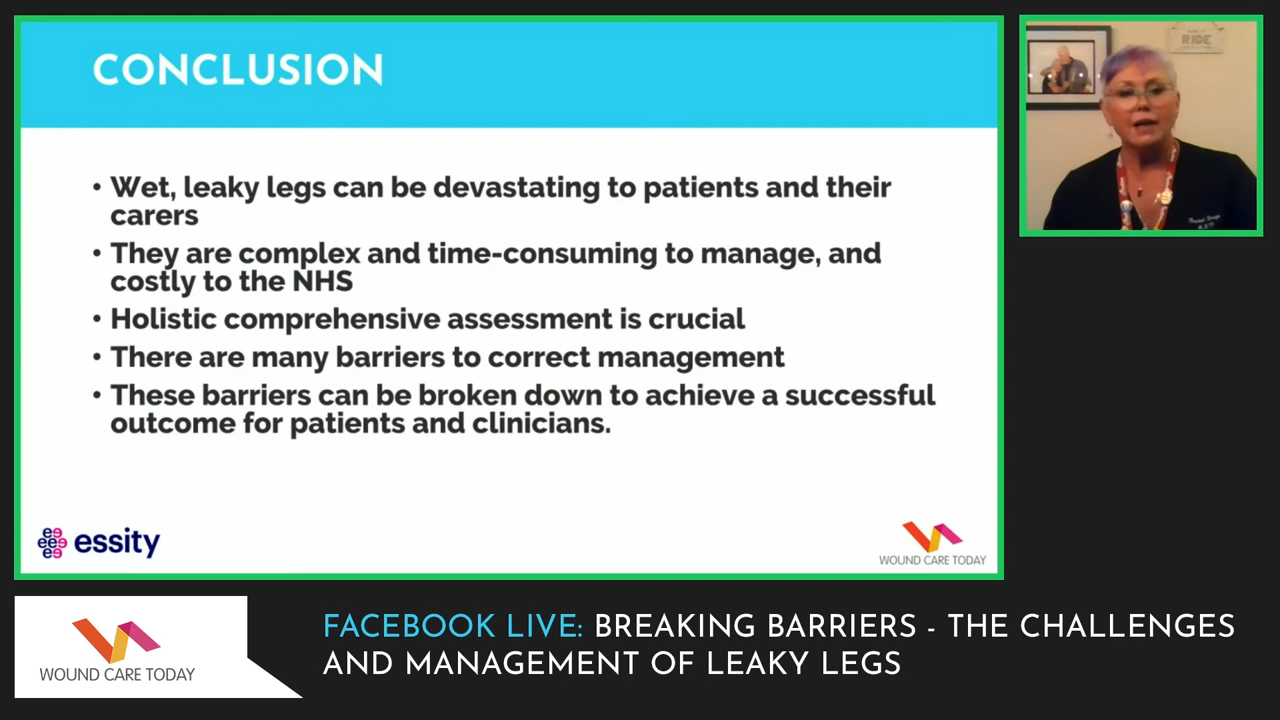 CONCLUSION
• Wet, leaky legs can be devastating to patients and their
carers
• They are complex and time-consuming to manage, and
costly to the NHS
• Holistic comprehensive assessment is crucial
• There are many barriers to correct management
• These barriers can be broken down to achieve a successful
outcome for patients and clinicians.
essity
WOUND CARE TODAY
RIDE
WOUND CARE TODAY
FACEBOOK LIVE: BREAKING BARRIERS - THE CHALLENGES
AND MANAGEMENT OF LEAKY LEGS